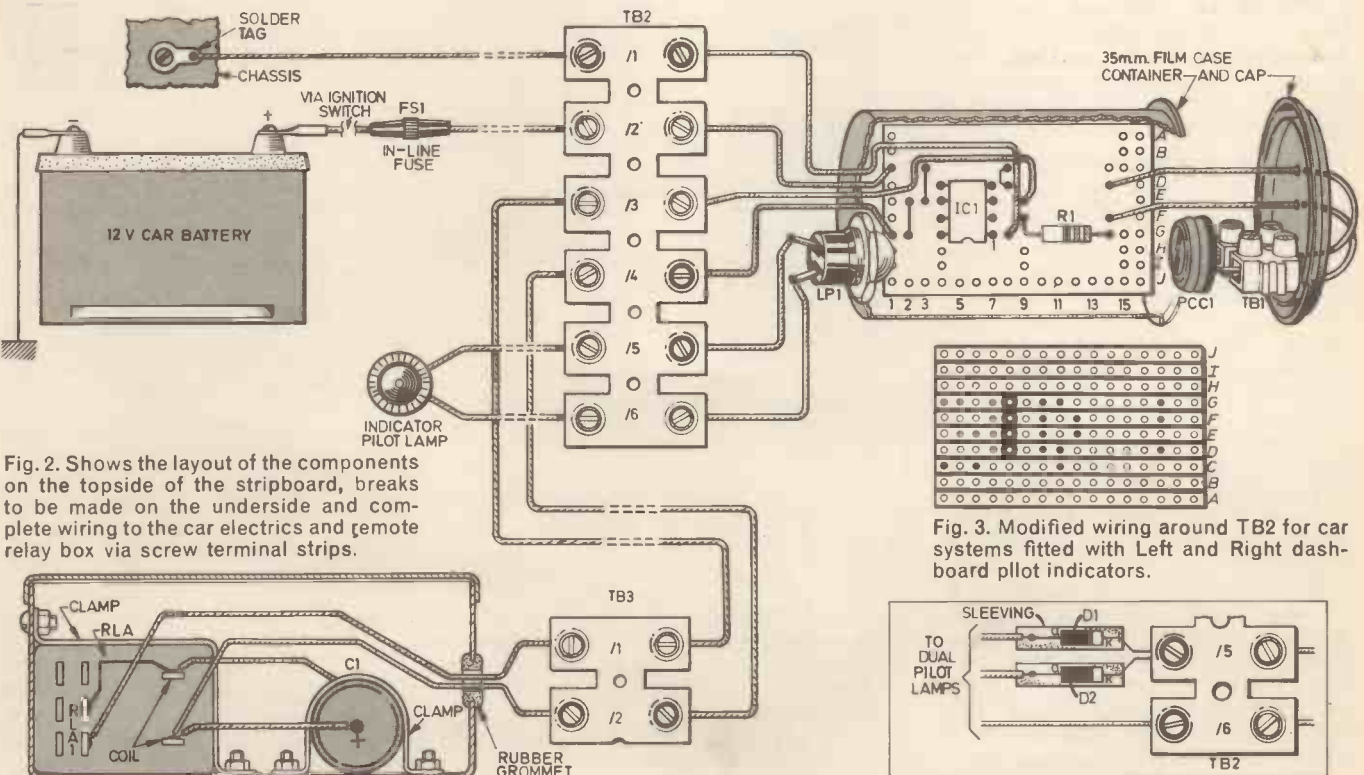 SOLDER
TAG
CHASSIS
VIA IGNITION
SWITCH
FS1
IN-LINE
FUSE
−
+
12 V CAR BATTERY
TB2
/1
/2
/3
/4
/5
/6
INDICATOR
PILOT LAMP
35m.m. FILM CASE
CONTAINER AND CAP
A
B
D
E
F
G
H
I
J
IC1
R1
1
LP1
1 2 3 5 7 9 11 13 15
PCC1
TB1
J
I
H
G
F
E
D
C
B
A
Fig. 2. Shows the layout of the components
on the topside of the stripboard, breaks
to be made on the underside and com-
plete wiring to the car electrics and remote
relay box via screw terminal strips.
Fig. 3. Modified wiring around TB2 for car
systems fitted with Left and Right dash-
board pilot indicators.
CLAMP
RLA
C1
RLA1
COIL
+
CLAMP
RUBBER
GROMMET
TB3
/1
/2
SLEEVING
D1
K
TO
DUAL
PILOT
LAMPS
D2
K
/5
/6
TB2